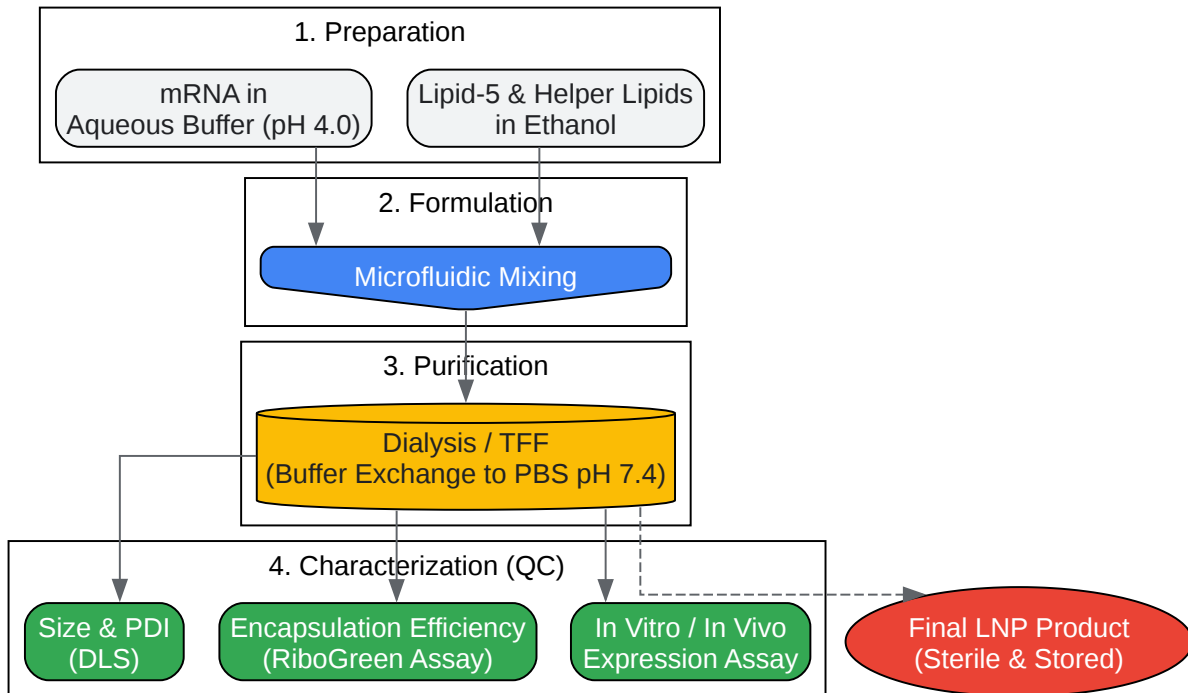 1. Preparation
mRNA in
Aqueous Buffer (pH 4.0)
Lipid-5 & Helper Lipids
in Ethanol
2. Formulation
Microfluidic Mixing
3. Purification
Dialysis / TFF
(Buffer Exchange to PBS pH 7.4)
4. Characterization (QC)
Size & PDI
(DLS)
Encapsulation Efficiency
(RiboGreen Assay)
In Vitro / In Vivo
Expression Assay
Final LNP Product
(Sterile & Stored)